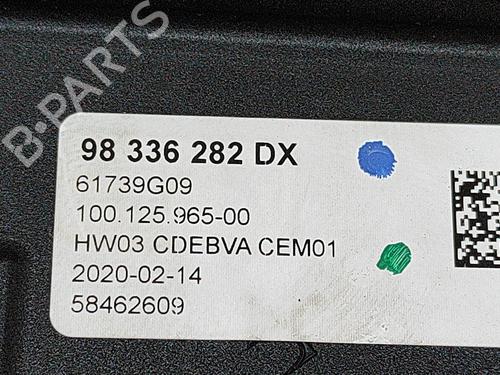 B-PARTS
98 336 282 DX
61739G09
100.125.965-00
HW03 CDEBVA CEM01
2020-02-14
58462609